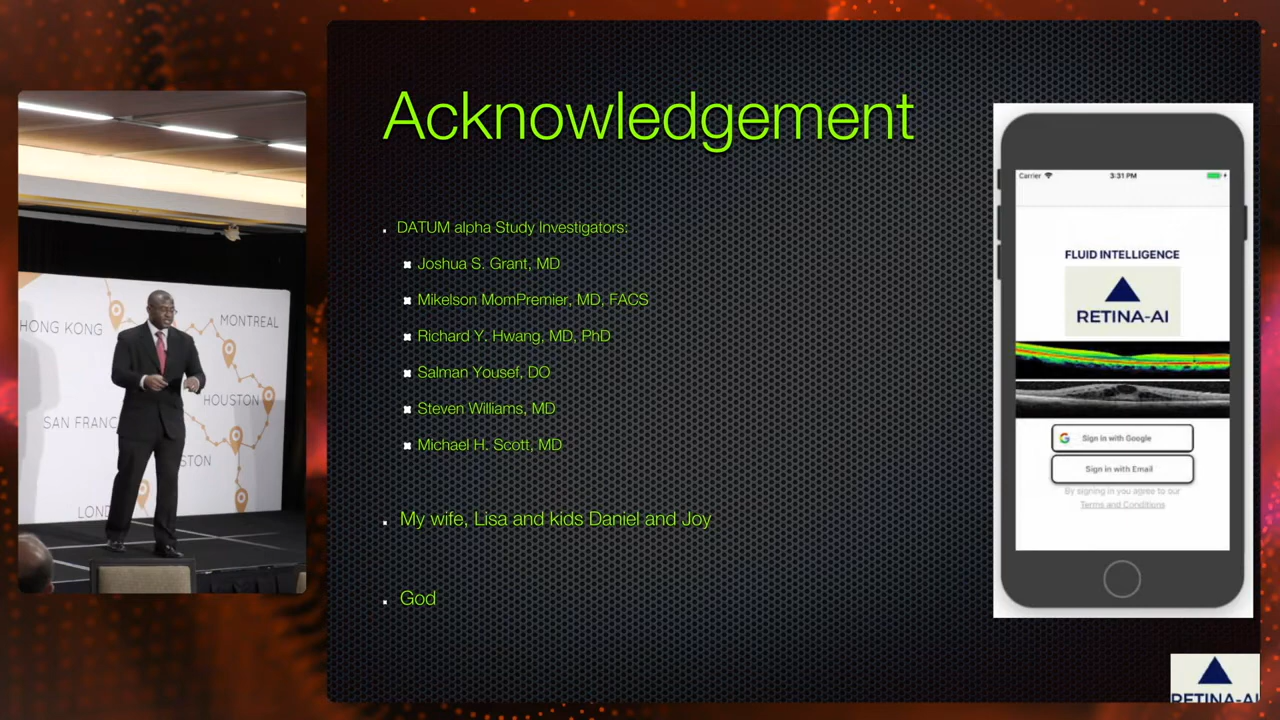 HONG KONG
MONTREAL
HOUSTON
SAN FRANC
STON
LOND
Acknowledgement
DATUM alpha Study Investigators:
Joshua S. Grant, MD
Mikelson MomPremier, MD, FACS
Richard Y. Hwang, MD, PhD
Salman Yousef, DO
Steven Williams, MD
Michael H. Scott, MD
My wife, Lisa and kids Daniel and Joy
God
Carrier 3:31 PM
FLUID INTELLIGENCE
RETINA-AI
Sign in with Google
Sign in with Email
By signing in you agree to our
Terms and Conditions
RETINA-AI